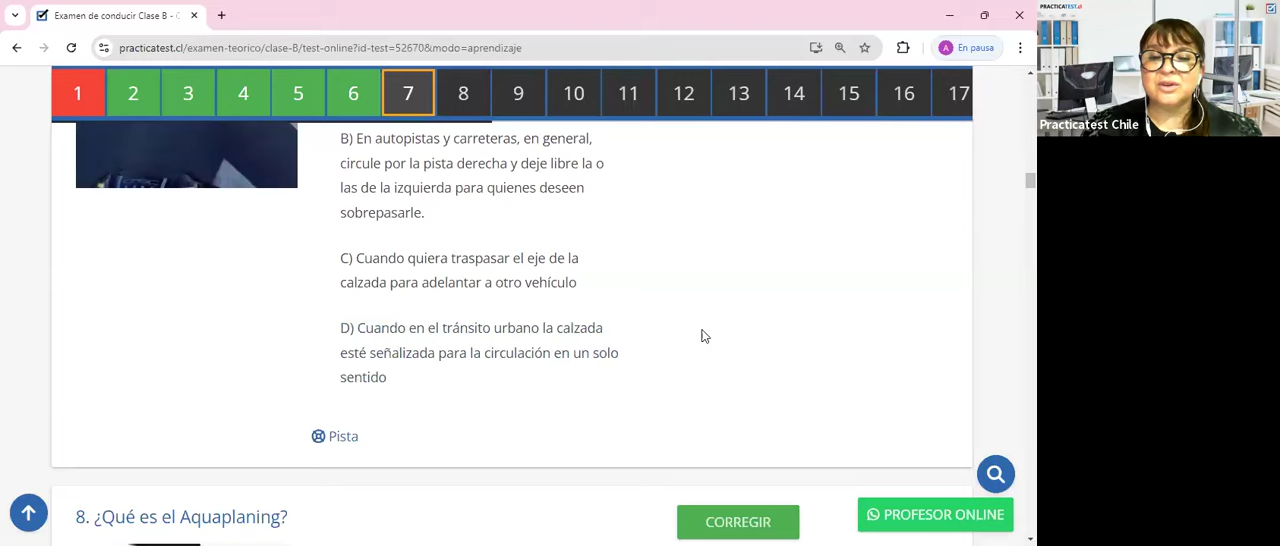 Examen de conducir Clase B - C
practicatest.cl/examen-teorico/clase-B/test-online?id-test=52670&modo=aprendizaje
A En pausa
PRACTICATEST.CL
Practicatest Chile
1 2 3 4 5 6 7 8 9 10 11 12 13 14 15 16 17
B) En autopistas y carreteras, en general,
circule por la pista derecha y deje libre la o
las de la izquierda para quienes deseen
sobrepasarle.
C) Cuando quiera traspasar el eje de la
calzada para adelantar a otro vehículo
D) Cuando en el tránsito urbano la calzada
esté señalizada para la circulación en un solo
sentido
Pista
8. ¿Qué es el Aquaplaning?
CORREGIR
PROFESOR ONLINE